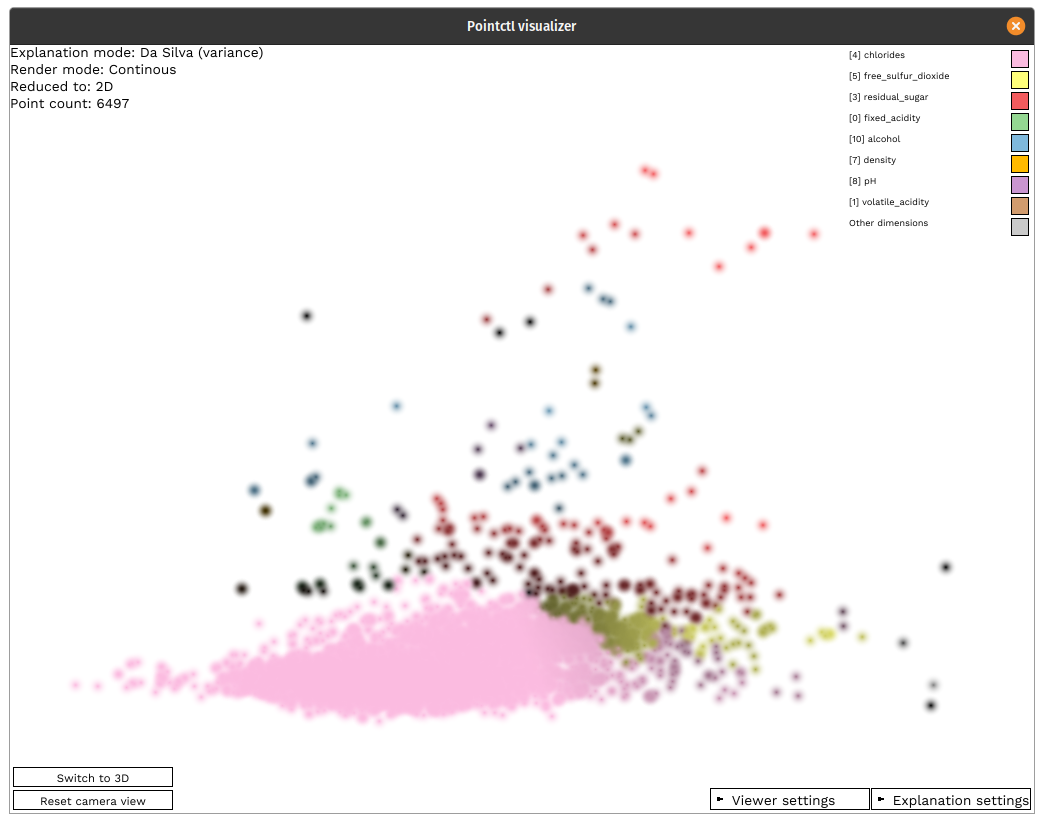 Pointctl visualizer
Explanation mode: Da Silva (variance)
Render mode: Continous
Reduced to: 2D
Point count: 6497
[4] chlorides
[5] free_sulfur_dioxide
[3] residual_sugar
[0] fixed_acidity
[10] alcohol
[7] density
[8] pH
[1] volatile_acidity
Other dimensions
Switch to 3D
Reset camera view
Viewer settings
Explanation settings